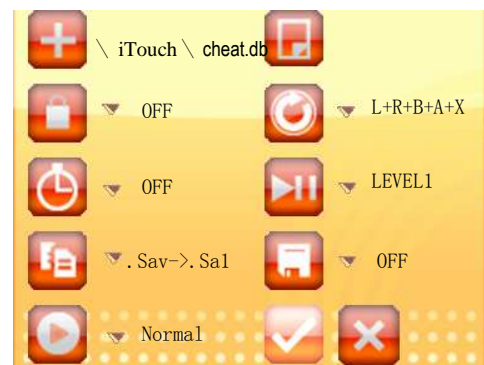 \ iTouch \ cheat.db
OFF
L+R+B+A+X
OFF
LEVEL1
.Sav->.Sa1
OFF
Normal